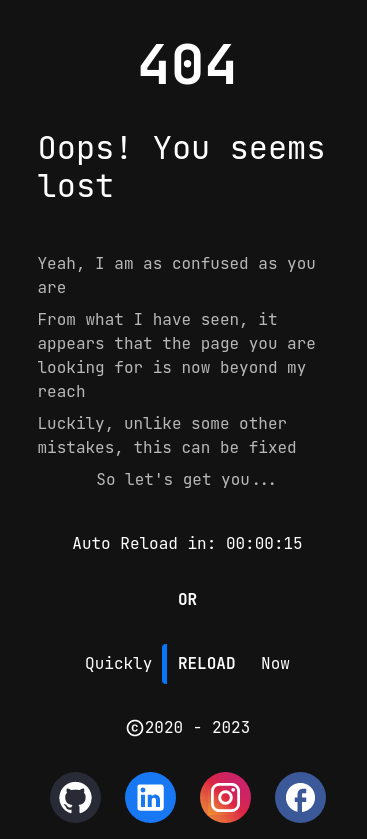 404
Oops! You seems
lost
Yeah, I am as confused as you
are
From what I have seen, it
appears that the page you are
looking for is now beyond my
reach
Luckily, unlike some other
mistakes, this can be fixed
So let's get you...
Auto Reload in: 00:00:15
OR
Quickly RELOAD Now
©2020 - 2023
in